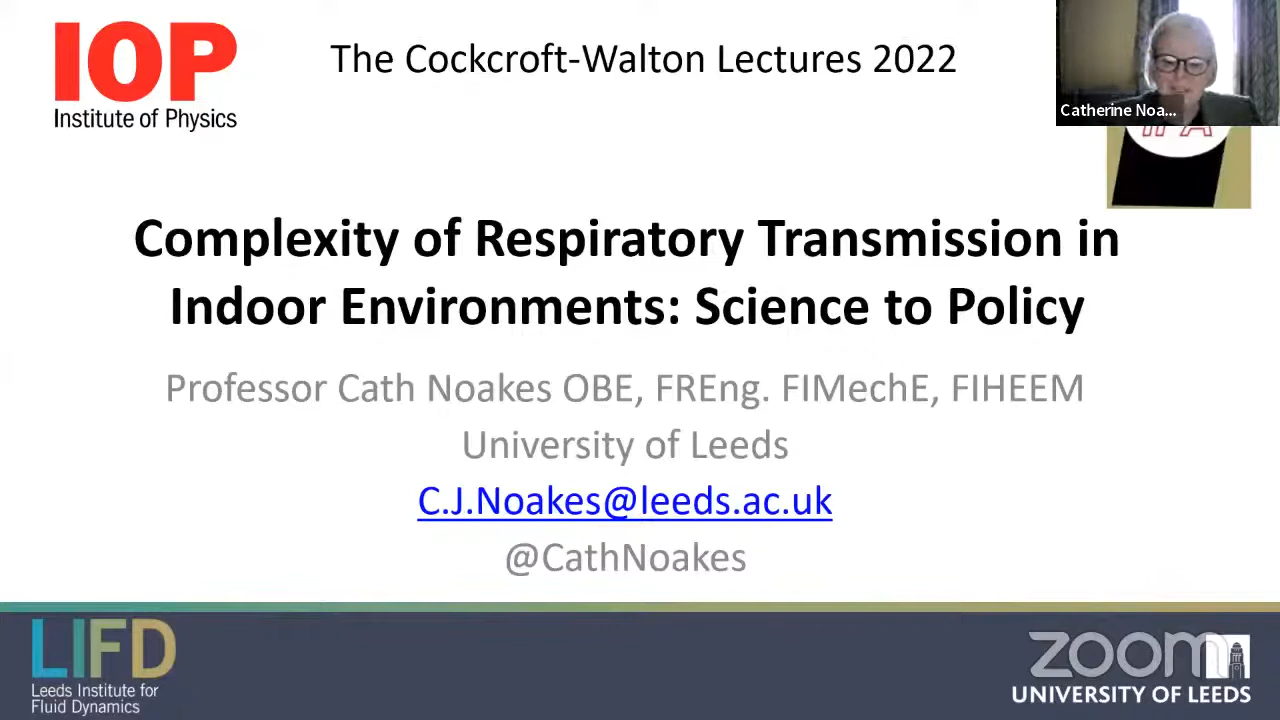 IOP
Institute of Physics
The Cockcroft-Walton Lectures 2022
Catherine Noa...
Complexity of Respiratory Transmission in
Indoor Environments: Science to Policy
Professor Cath Noakes OBE, FREng. FIMechE, FIHEEM
University of Leeds
C.J.Noakes@leeds.ac.uk
@CathNoakes
LIFD
Leeds Institute for
Fluid Dynamics
zoom
UNIVERSITY OF LEEDS